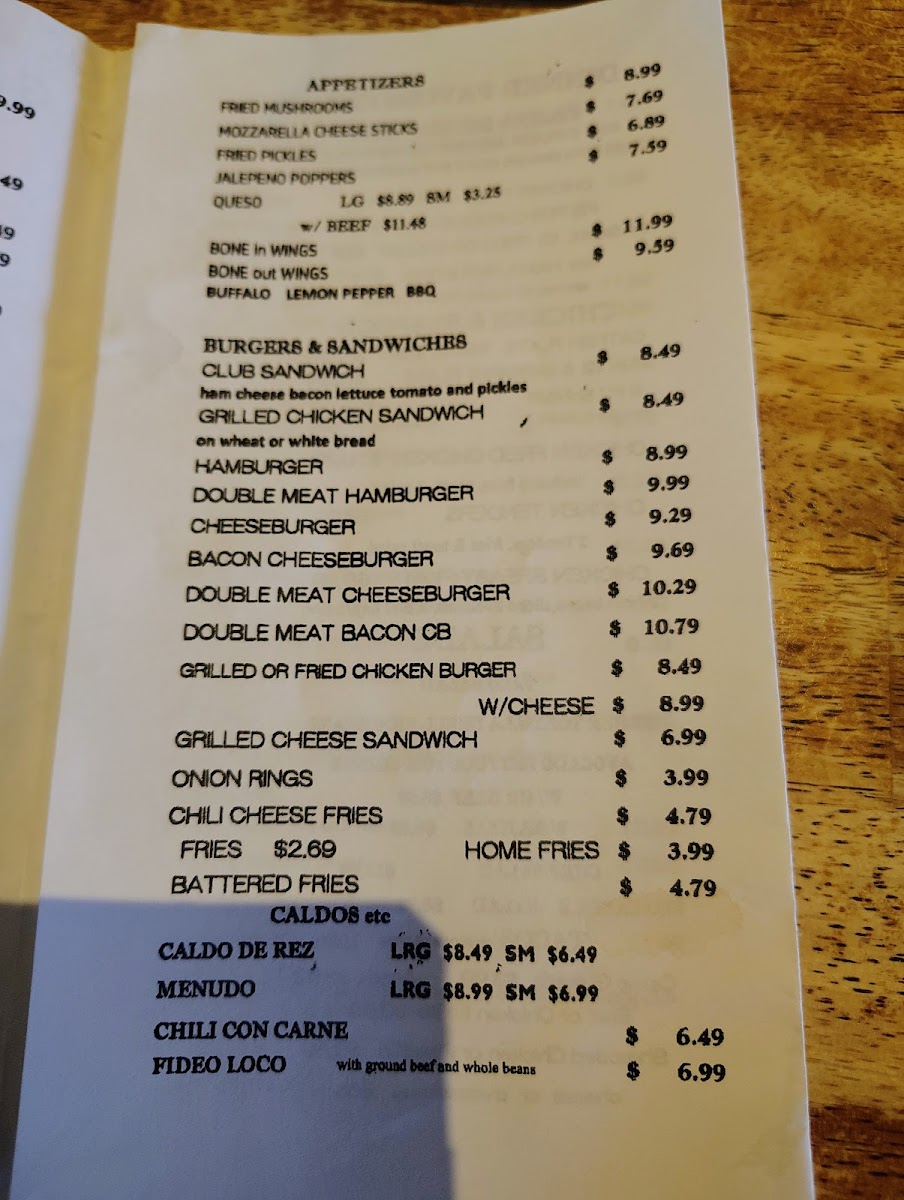 9.99
49
9
APPETIZERS
FRIED MUSHROOMS $ 8.99
MOZZARELLA CHEESE STICKS $ 7.69
FRIED PICKLES $ 6.89
JALEPENO POPPERS $ 7.59
QUESO LG $8.89 SM $3.25
w/ BEEF $11.48
BONE in WINGS $ 11.99
BONE out WINGS $ 9.59
BUFFALO LEMON PEPPER BBQ
BURGERS & SANDWICHES
CLUB SANDWICH $ 8.49
ham cheese bacon lettuce tomato and pickles
GRILLED CHICKEN SANDWICH $ 8.49
on wheat or white bread
HAMBURGER $ 8.99
DOUBLE MEAT HAMBURGER $ 9.99
CHEESEBURGER $ 9.29
BACON CHEESEBURGER $ 9.69
DOUBLE MEAT CHEESEBURGER $ 10.29
DOUBLE MEAT BACON CB $ 10.79
GRILLED OR FRIED CHICKEN BURGER $ 8.49
W/CHEESE $ 8.99
GRILLED CHEESE SANDWICH $ 6.99
ONION RINGS $ 3.99
CHILI CHEESE FRIES $ 4.79
FRIES $2.69 HOME FRIES $ 3.99
BATTERED FRIES $ 4.79
CALDOS etc
CALDO DE REZ LRG $8.49 SM $6.49
MENUDO LRG $8.99 SM $6.99
CHILI CON CARNE $ 6.49
FIDEO LOCO with ground beef and whole beans $ 6.99